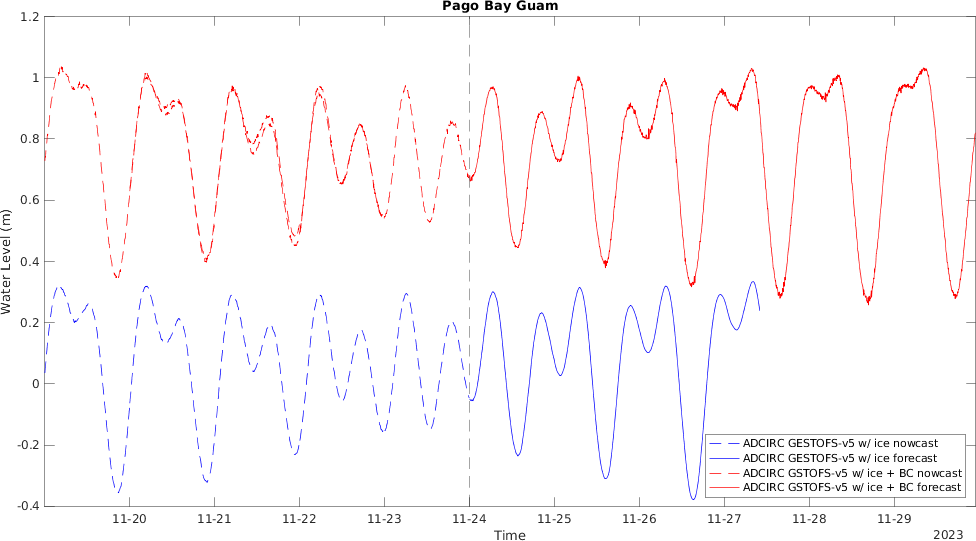 Pago Bay Guam
1.2
1
0.8
0.6
0.4
0.2
0
-0.2
-0.4
Water Level (m)
ADCIRC GESTOFS-v5 w/ ice nowcast
ADCIRC GESTOFS-v5 w/ ice forecast
ADCIRC GSTOFS-v5 w/ ice + BC nowcast
ADCIRC GSTOFS-v5 w/ ice + BC forecast
11-20 11-21 11-22 11-23 11-24 11-25 11-26 11-27 11-28 11-29
Time
2023